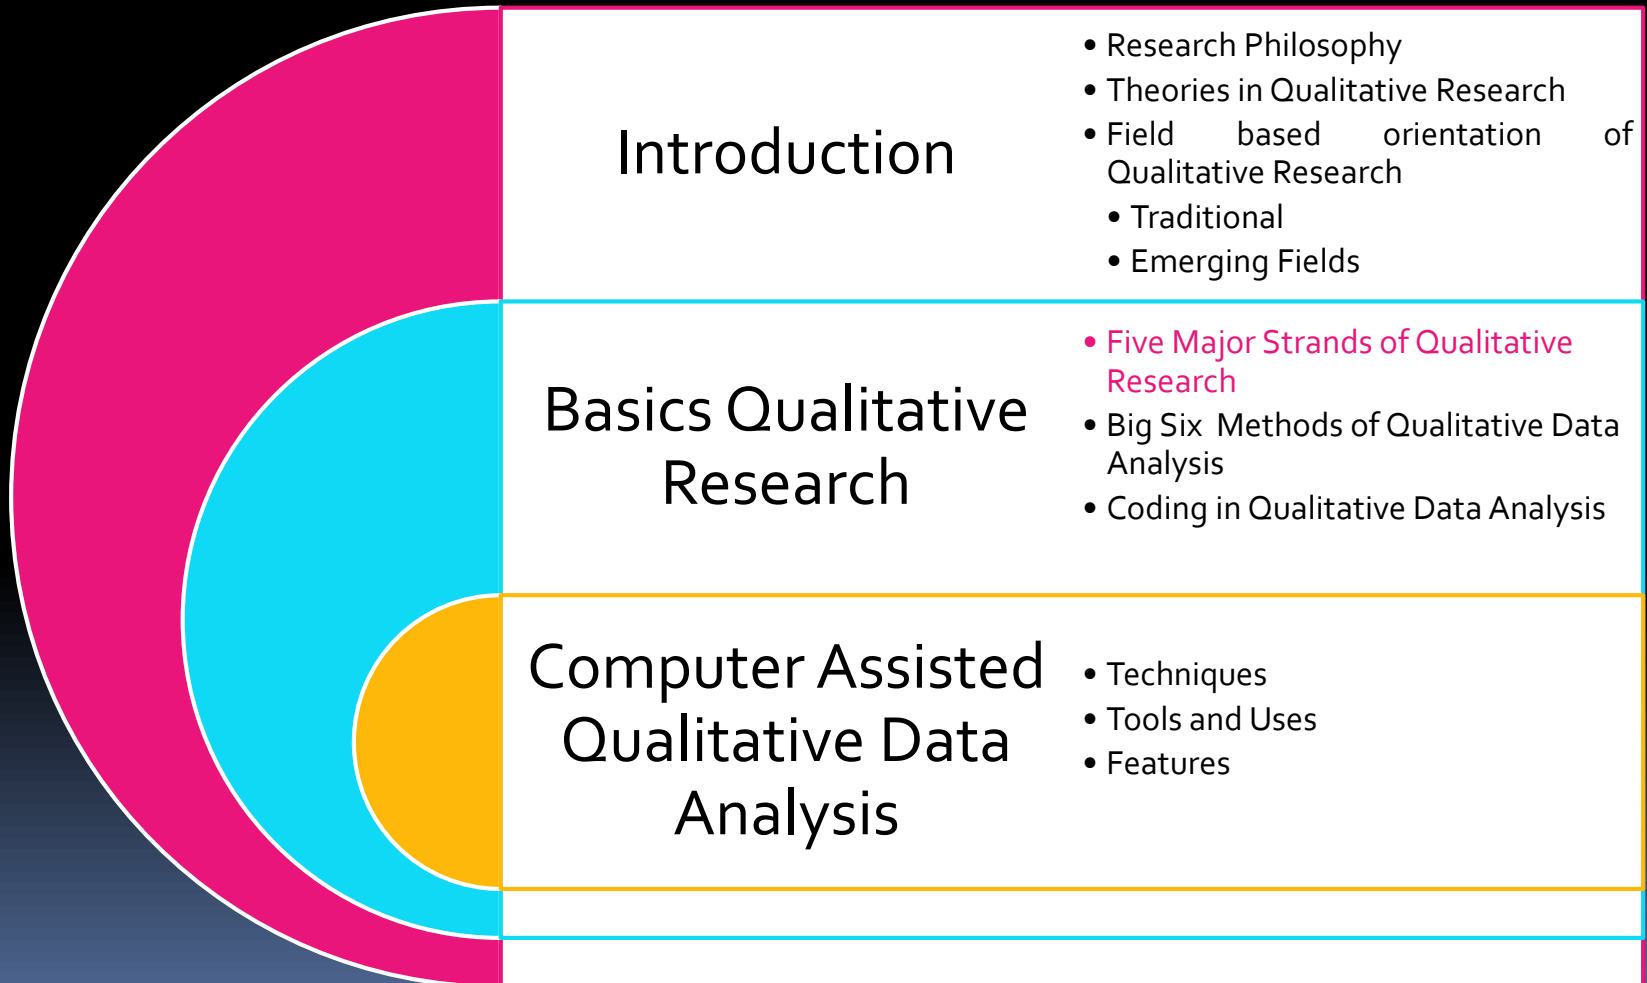 Introduction
• Research Philosophy
• Theories in Qualitative Research
• Field based orientation of
Qualitative Research
• Traditional
• Emerging Fields
Basics Qualitative
Research
• Five Major Strands of Qualitative
Research
• Big Six Methods of Qualitative Data
Analysis
• Coding in Qualitative Data Analysis
Computer Assisted
Qualitative Data
Analysis
• Techniques
• Tools and Uses
• Features